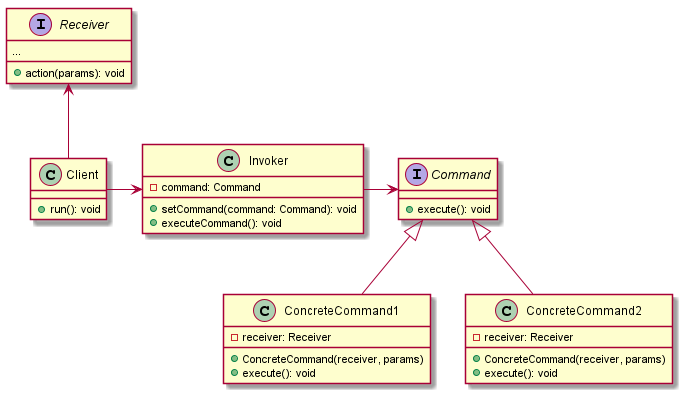 I Receiver
...
action(params): void
C Client
run(): void
C Invoker
command: Command
setCommand(command: Command): void
executeCommand(): void
I Command
execute(): void
C ConcreteCommand1
receiver: Receiver
ConcreteCommand(receiver, params)
execute(): void
C ConcreteCommand2
receiver: Receiver
ConcreteCommand(receiver, params)
execute(): void